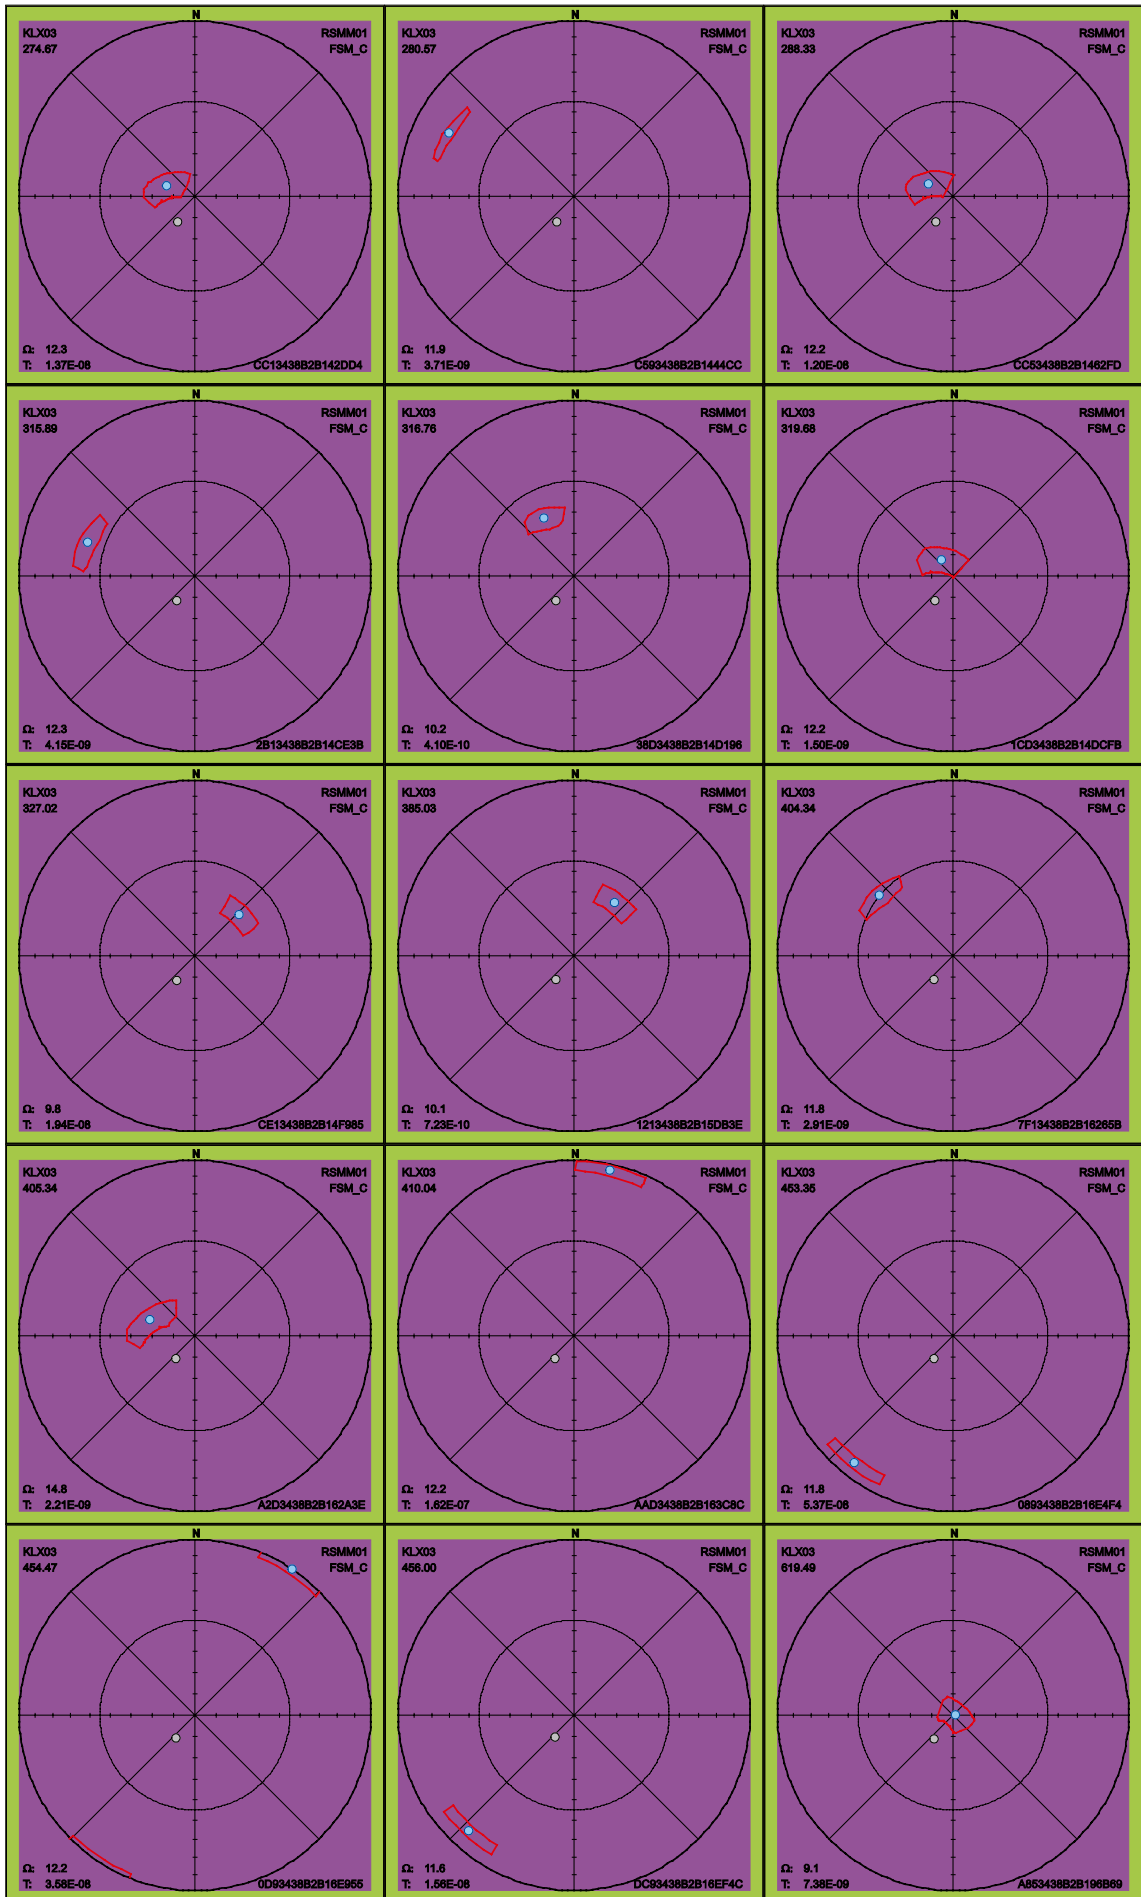 N
KLX03 RSMM01
274.67 FSM_C
Ω: 12.3
T: 1.37E-08 CC13438B2B142DD4
N
KLX03 RSMM01
280.57 FSM_C
Ω: 11.9
T: 3.71E-09 C593438B2B1444CC
N
KLX03 RSMM01
288.33 FSM_C
Ω: 12.2
T: 1.20E-08 CC53438B2B1462FD
N
KLX03 RSMM01
315.89 FSM_C
Ω: 12.3
T: 4.15E-09 2B13438B2B14CE3B
N
KLX03 RSMM01
316.76 FSM_C
Ω: 10.2
T: 4.10E-10 38D3438B2B14D196
N
KLX03 RSMM01
319.68 FSM_C
Ω: 12.2
T: 1.50E-09 1CD3438B2B14DCFB
N
KLX03 RSMM01
327.02 FSM_C
Ω: 9.8
T: 1.94E-08 CE13438B2B14F985
N
KLX03 RSMM01
385.03 FSM_C
Ω: 10.1
T: 7.23E-10 1213438B2B15DB3E
N
KLX03 RSMM01
404.34 FSM_C
Ω: 11.8
T: 2.91E-09 7F13438B2B16265B
N
KLX03 RSMM01
405.34 FSM_C
Ω: 14.8
T: 2.21E-09 A2D3438B2B162A3E
N
KLX03 RSMM01
410.04 FSM_C
Ω: 12.2
T: 1.62E-07 AAD3438B2B163C8C
N
KLX03 RSMM01
453.35 FSM_C
Ω: 11.8
T: 5.37E-08 0893438B2B16E4F4
N
KLX03 RSMM01
454.47 FSM_C
Ω: 12.2
T: 3.58E-08 0D93438B2B16E955
N
KLX03 RSMM01
456.00 FSM_C
Ω: 11.6
T: 1.56E-08 DC93438B2B16EF4C
N
KLX03 RSMM01
619.49 FSM_C
Ω: 9.1
T: 7.38E-09 A853438B2B196B69